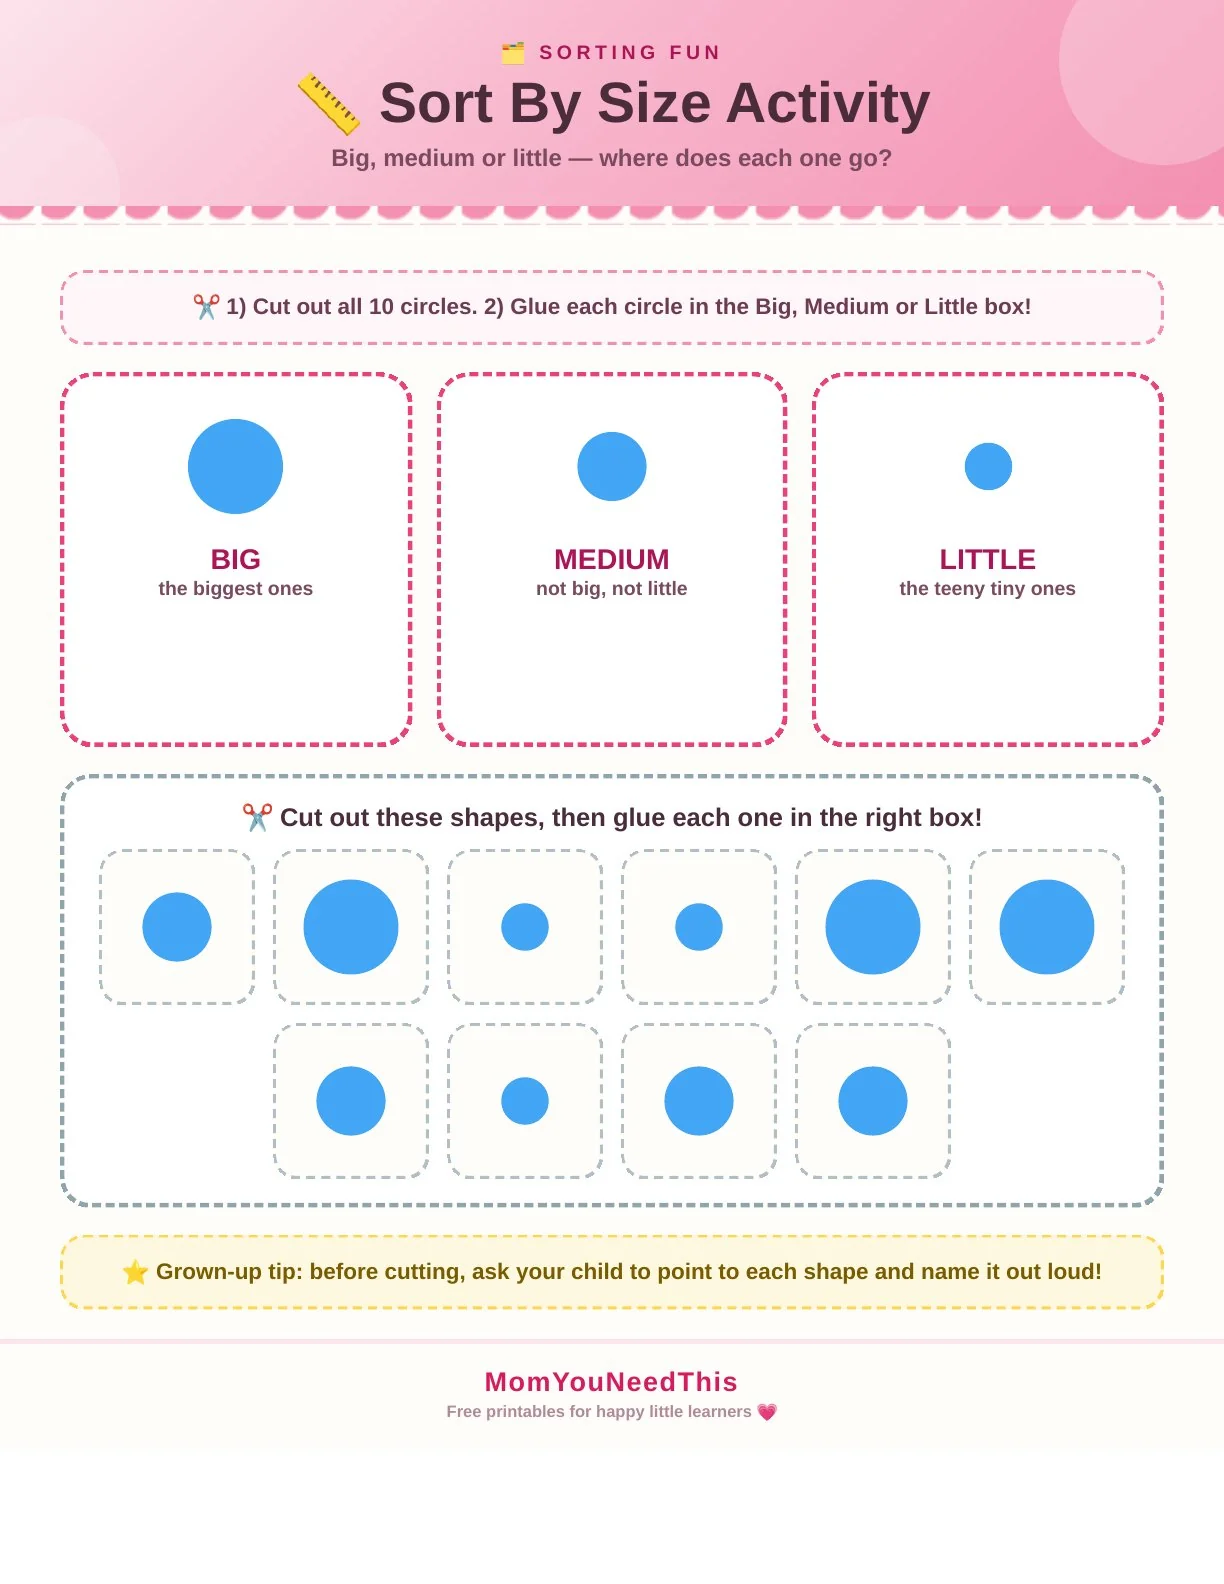 🗂️ SORTING FUN
📏 Sort By Size Activity
Big, medium or little — where does each one go?
✂️ 1) Cut out all 10 circles. 2) Glue each circle in the Big, Medium or Little box!
BIG
the biggest ones
MEDIUM
not big, not little
LITTLE
the teeny tiny ones
✂️ Cut out these shapes, then glue each one in the right box!
⭐ Grown-up tip: before cutting, ask your child to point to each shape and name it out loud!
MomYouNeedThis
Free printables for happy little learners 💗